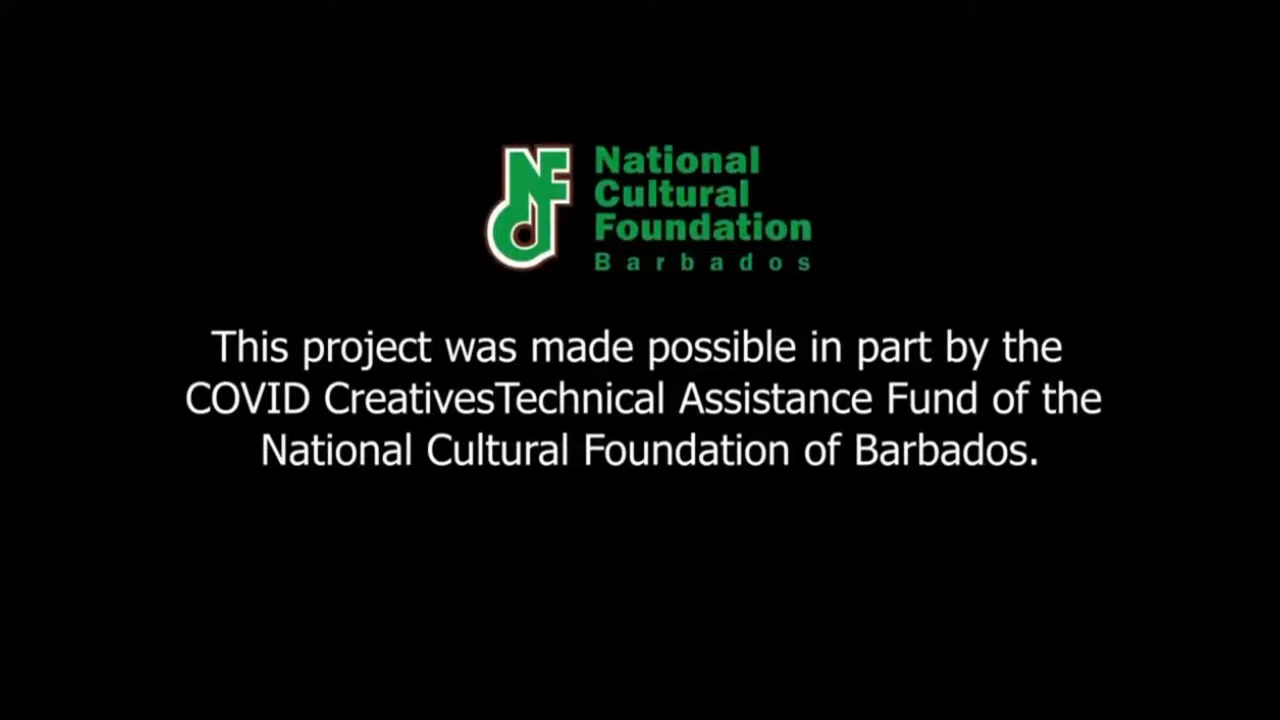 NCF
National
Cultural
Foundation
Barbados
This project was made possible in part by the
COVID CreativesTechnical Assistance Fund of the
National Cultural Foundation of Barbados.